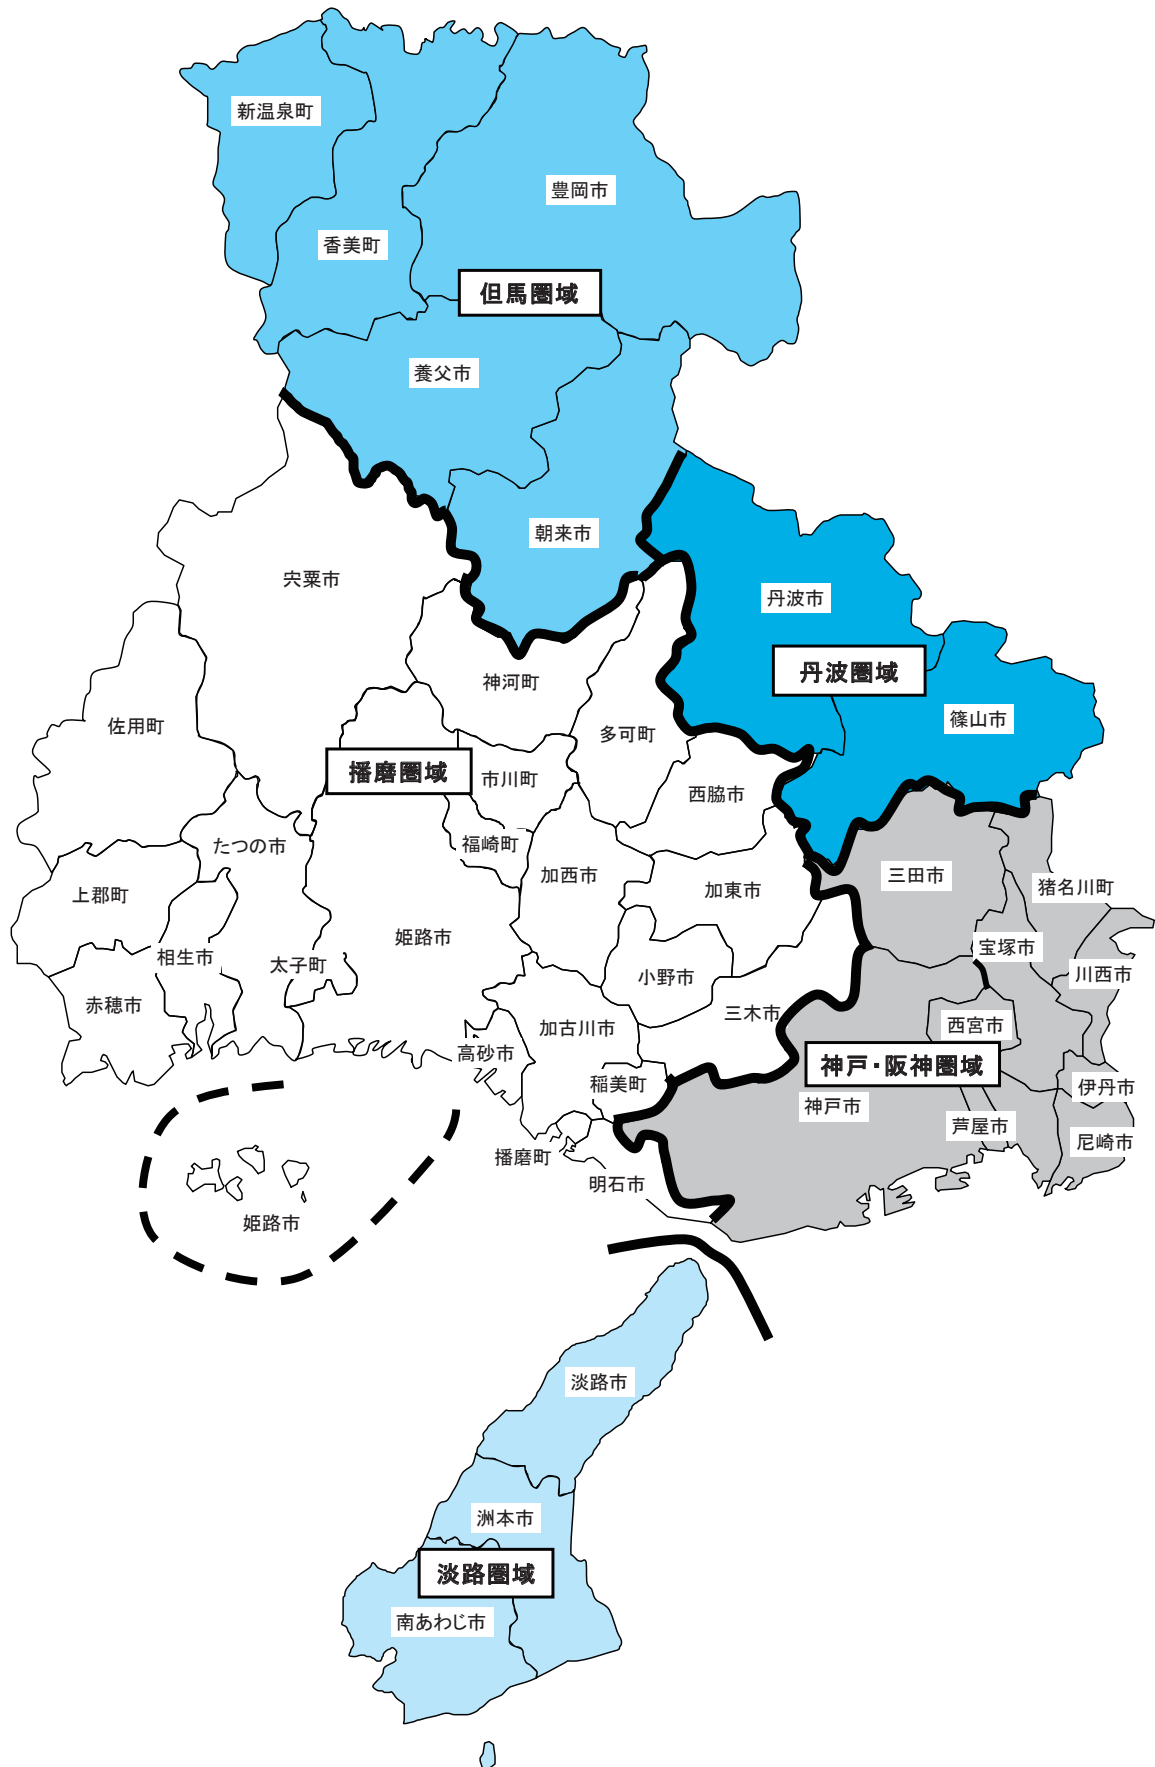 新温泉町
豊岡市
香美町
但馬圏域
養父市
朝来市
宍粟市
丹波市
丹波圏域
神河町
篠山市
佐用町
多可町
播磨圏域
市川町
西脇市
たつの市
福崎町
加西市
三田市
加東市
猪名川町
上郡町
姫路市
宝塚市
相生市
太子町
小野市
川西市
赤穂市
三木市
加古川市
西宮市
高砂市
神戸・阪神圏域
稲美町
伊丹市
神戸市
芦屋市
尼崎市
播磨町
明石市
姫路市
淡路市
洲本市
淡路圏域
南あわじ市